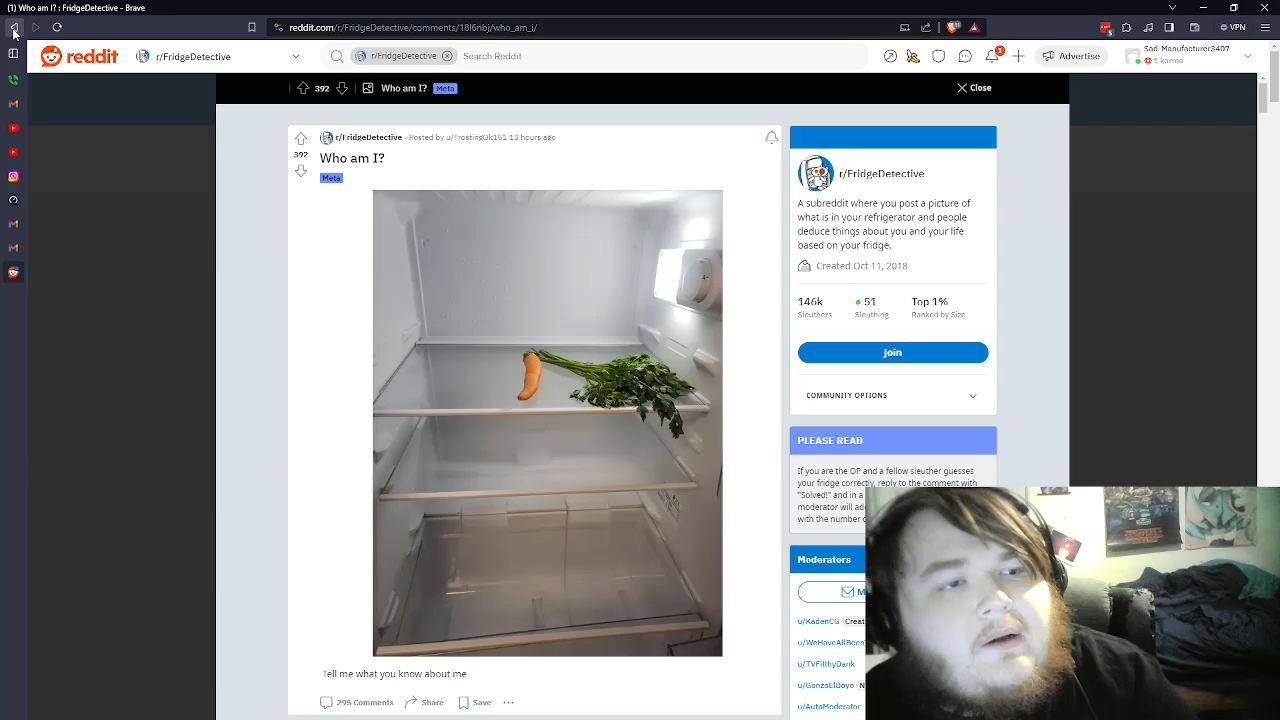 (1) Who am I? : FridgeDetective - Brave
reddit.com/r/FridgeDetective/comments/18l6nbj/who_am_i/
VPN
reddit
r/FridgeDetective
r/FridgeDetective
Search Reddit
1
Advertise
Sad-Manufacturer3407
1 karma
392
Who am I?
Meta
Close
r/FridgeDetective · Posted by u/FrostingOk161 13 hours ago
392
Who am I?
Meta
Tell me what you know about me
295 Comments
Share
Save
r/FridgeDetective
A subreddit where you post a picture of
what is in your refrigerator and people
deduce things about you and your life
based on your fridge.
Created Oct 11, 2018
146k
51
Top 1%
Sleuthers
Sleuthing
Ranked by Size
Join
COMMUNITY OPTIONS
PLEASE READ
If you are the OP and a fellow sleuther guesses
your fridge correctly, reply to the comment with
"Solved!" and in a
moderator will ad
with the number o
Moderators
M
u/KadenCG Creat
u/WeHaveAllBeenT
u/TVFilthyDank
u/GonzoElBoyo N
u/AutoModerator